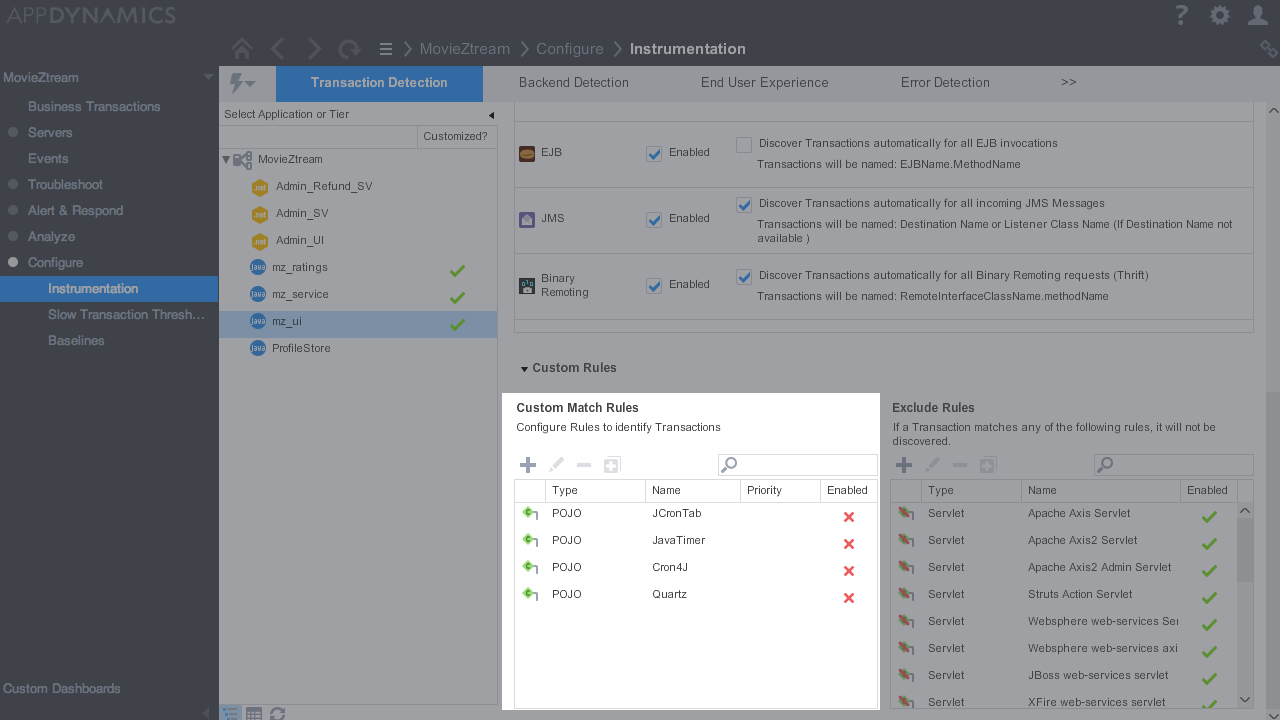 APPDYNAMICS
?
MovieZtream Configure Instrumentation
MovieZtream
Business Transactions
Servers
Events
Troubleshoot
Alert & Respond
Analyze
Configure
Instrumentation
Slow Transaction Thresh...
Baselines
Custom Dashboards
Transaction Detection Backend Detection End User Experience Error Detection >>
Select Application or Tier
Customized?
MovieZtream
.net Admin_Refund_SV
.net Admin_SV
.net Admin_UI
Java mz_ratings
Java mz_service
Java mz_ui
Java ProfileStore
EJB Enabled Discover Transactions automatically for all EJB invocations
Transactions will be named: EJBName.MethodName
JMS Enabled Discover Transactions automatically for all incoming JMS Messages
Transactions will be named: Destination Name or Listener Class Name (If Destination Name not
available )
Binary
Remoting
Enabled
Discover Transactions automatically for all Binary Remoting requests (Thrift)
Transactions will be named: RemoteInterfaceClassName.methodName
Custom Rules
Custom Match Rules
Configure Rules to identify Transactions
Type Name Priority Enabled
C POJO JCronTab
C POJO JavaTimer
C POJO Cron4J
C POJO Quartz
Exclude Rules
If a Transaction matches any of the following rules, it will not be
discovered.
Type Name Enabled
Servlet Apache Axis Servlet
Servlet Apache Axis2 Servlet
Servlet Apache Axis2 Admin Servlet
Servlet Struts Action Servlet
Servlet Websphere web-services Ser
Servlet Websphere web-services axi
Servlet JBoss web-services servlet
Servlet XFire web-services servlet